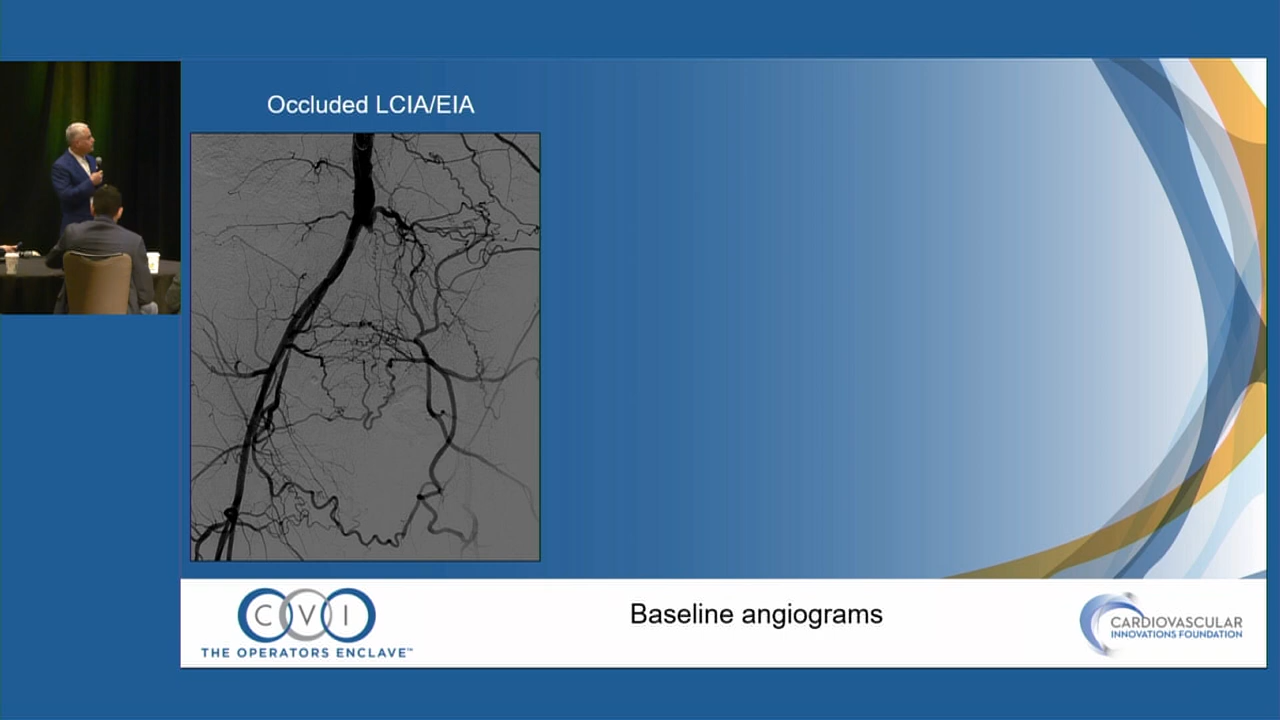 Occluded LCIA/EIA
CVI
THE OPERATORS ENCLAVE™
Baseline angiograms
CARDIOVASCULAR
INNOVATIONS FOUNDATION